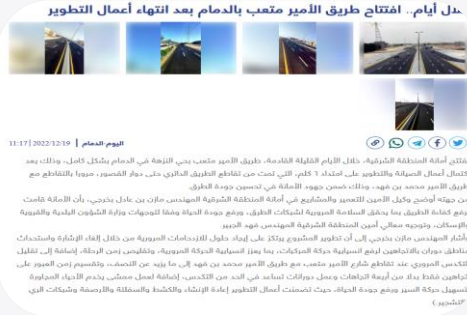 خلال أيام.. افتتاح طريق الأمير متعب بالدمام بعد انتهاء أعمال التطوير
اليوم-الدمام | 2022/12/19 11:17
تفتتح أمانة المنطقة الشرقية، خلال الأيام القليلة القادمة، طريق الأمير متعب بحي النزهة في الدمام بشكل كامل، وذلك بعد
اكتمال أعمال الصيانة والتطوير على امتداد 1 كلم، التي تمت من تقاطع الطريق الدائري حتى دوار القصور، مرورا بالتقاطع مع
طريق الأمير محمد بن فهد، وذلك ضمن جهود الأمانة في تحسين جودة الطرق.
من جهته أوضح وكيل الأمين للتعمير والمشاريع في أمانة المنطقة الشرقية المهندس مازن بن عادل بخرجي، بأن الأمانة قامت
برفع كفاءة الطريق بما يحقق السلامة المرورية لشبكات الطرق، ورفع جودة الحياة وفقا لتوجيهات وزارة الشؤون البلدية والقروية
والإسكان، وتوجيه معالي أمين المنطقة الشرقية المهندس فهد الجبير.
وأشار المهندس مازن بخرجي إلى أن تطوير المشروع يرتكز على إيجاد حلول للازدحامات المرورية من خلال إلغاء الإشارة واستحداث
مناطق دوران بالاتجاهين لرفع انسيابية حركة المركبات، بما يعزز انسيابية الحركة المرورية، وتقليص زمن الرحلة، إضافة إلى تقليل
التكدس المروري عند تقاطع شارع الأمير متعب مع طريق الأمير محمد بن فهد إلى ما يزيد عن النصف، وتقسيم زمن العبور على
اتجاهين فقط بدلا من أربعة اتجاهات وعمل دورانات تساعد في الحد من التكدس، إضافة لعمل ممشى يخدم الأحياء المجاورة
لتسهيل حركة السير ورفع جودة الحياة، حيث تضمنت أعمال التطوير إعادة الإنشاء والكشط والسفلتة والأرصفة وشبكات الري
والتشجير )